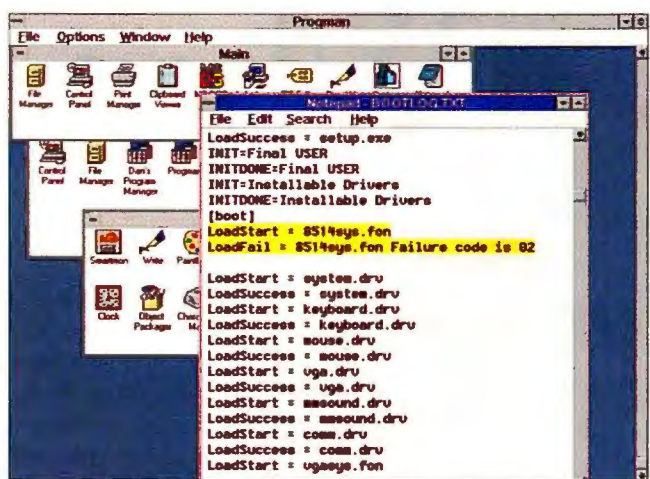 Progman
File Options Window Help
Main
File Manager
Control Panel
Print Manager
Clipboard Viewer
Notepad - BOOTLOG.TXT
File Edit Search Help
LoadSuccess = setup.exe
INIT=Final USER
INITDONE=Final USER
INIT=Installable Drivers
INITDONE=Installable Drivers
[boot]
LoadStart = 8514sys.fon
LoadFail = 8514sys.fon Failure code is 02
LoadStart = system.drv
LoadSuccess = system.drv
LoadStart = keyboard.drv
LoadSuccess = keyboard.drv
LoadStart = mouse.drv
LoadSuccess = mouse.drv
LoadStart = vga.drv
LoadSuccess = vga.drv
LoadStart = mmsound.drv
LoadSuccess = mmsound.drv
LoadStart = comm.drv
LoadSuccess = comm.drv
LoadStart = vgasys.fon
Control Panel
File Manager
Dan's Program Manager
Smartmon
Write
Clock
Object Packager